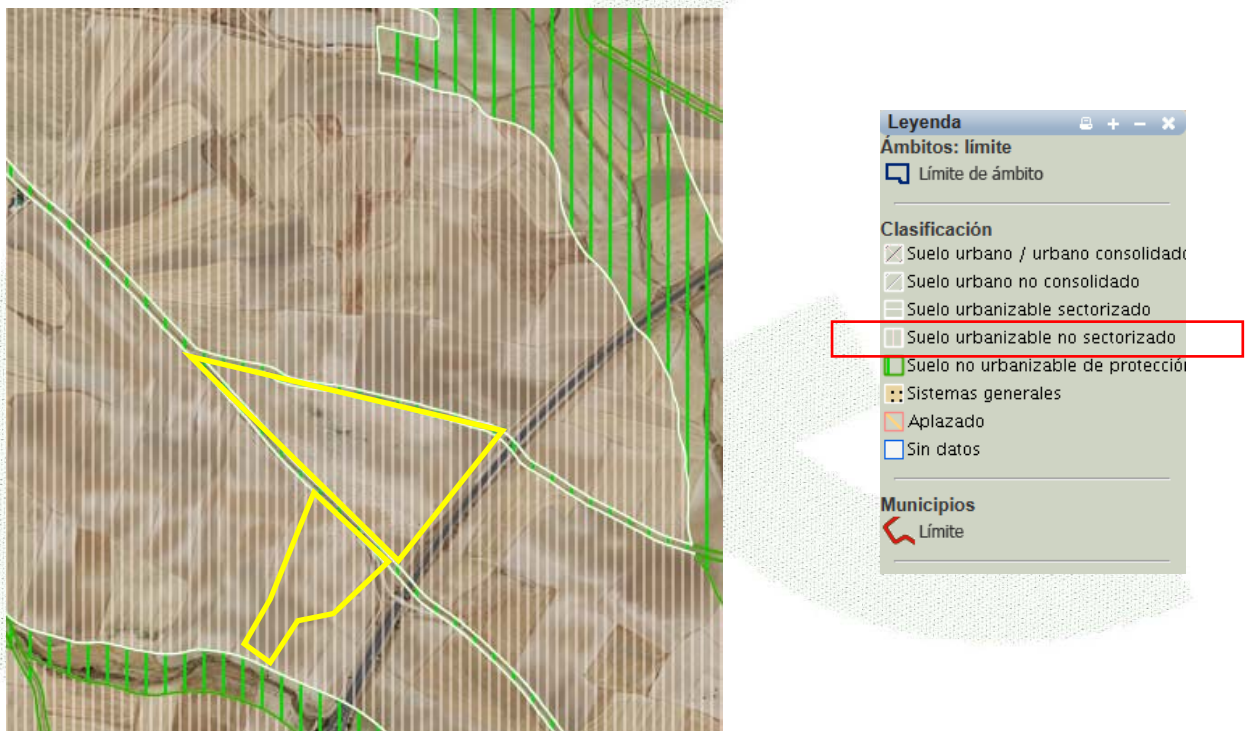 Leyenda
Ámbitos: límite
Límite de ámbito
Clasificación
Suelo urbano / urbano consolidado
Suelo urbano no consolidado
Suelo urbanizable sectorizado
Suelo urbanizable no sectorizado
Suelo no urbanizable de protecció
Sistemas generales
Aplazado
Sin datos
Municipios
Límite